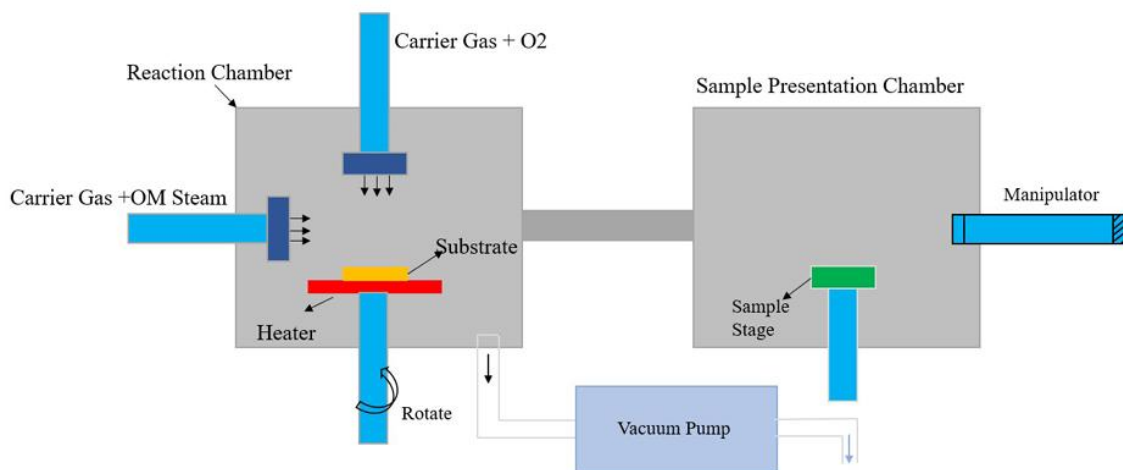 Carrier Gas + O2
Reaction Chamber
Sample Presentation Chamber
Carrier Gas +OM Steam
Manipulator
Substrate
Sample
Stage
Heater
Rotate
Vacuum Pump